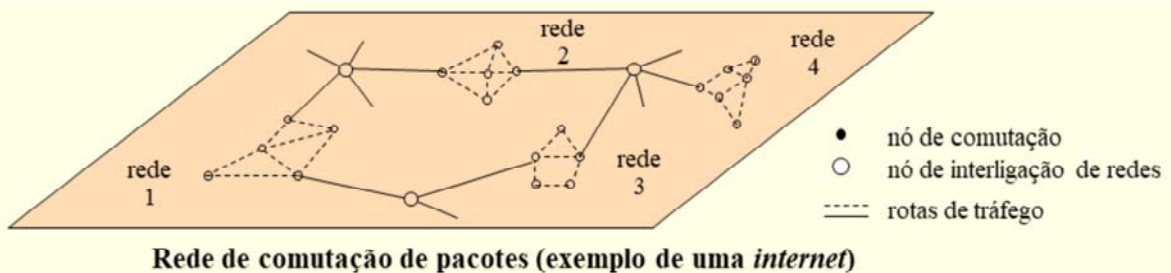 rede
2
rede
4
rede
1
rede
3
nó de comutação
nó de interligação de redes
rotas de tráfego
Rede de comutação de pacotes (exemplo de uma internet)